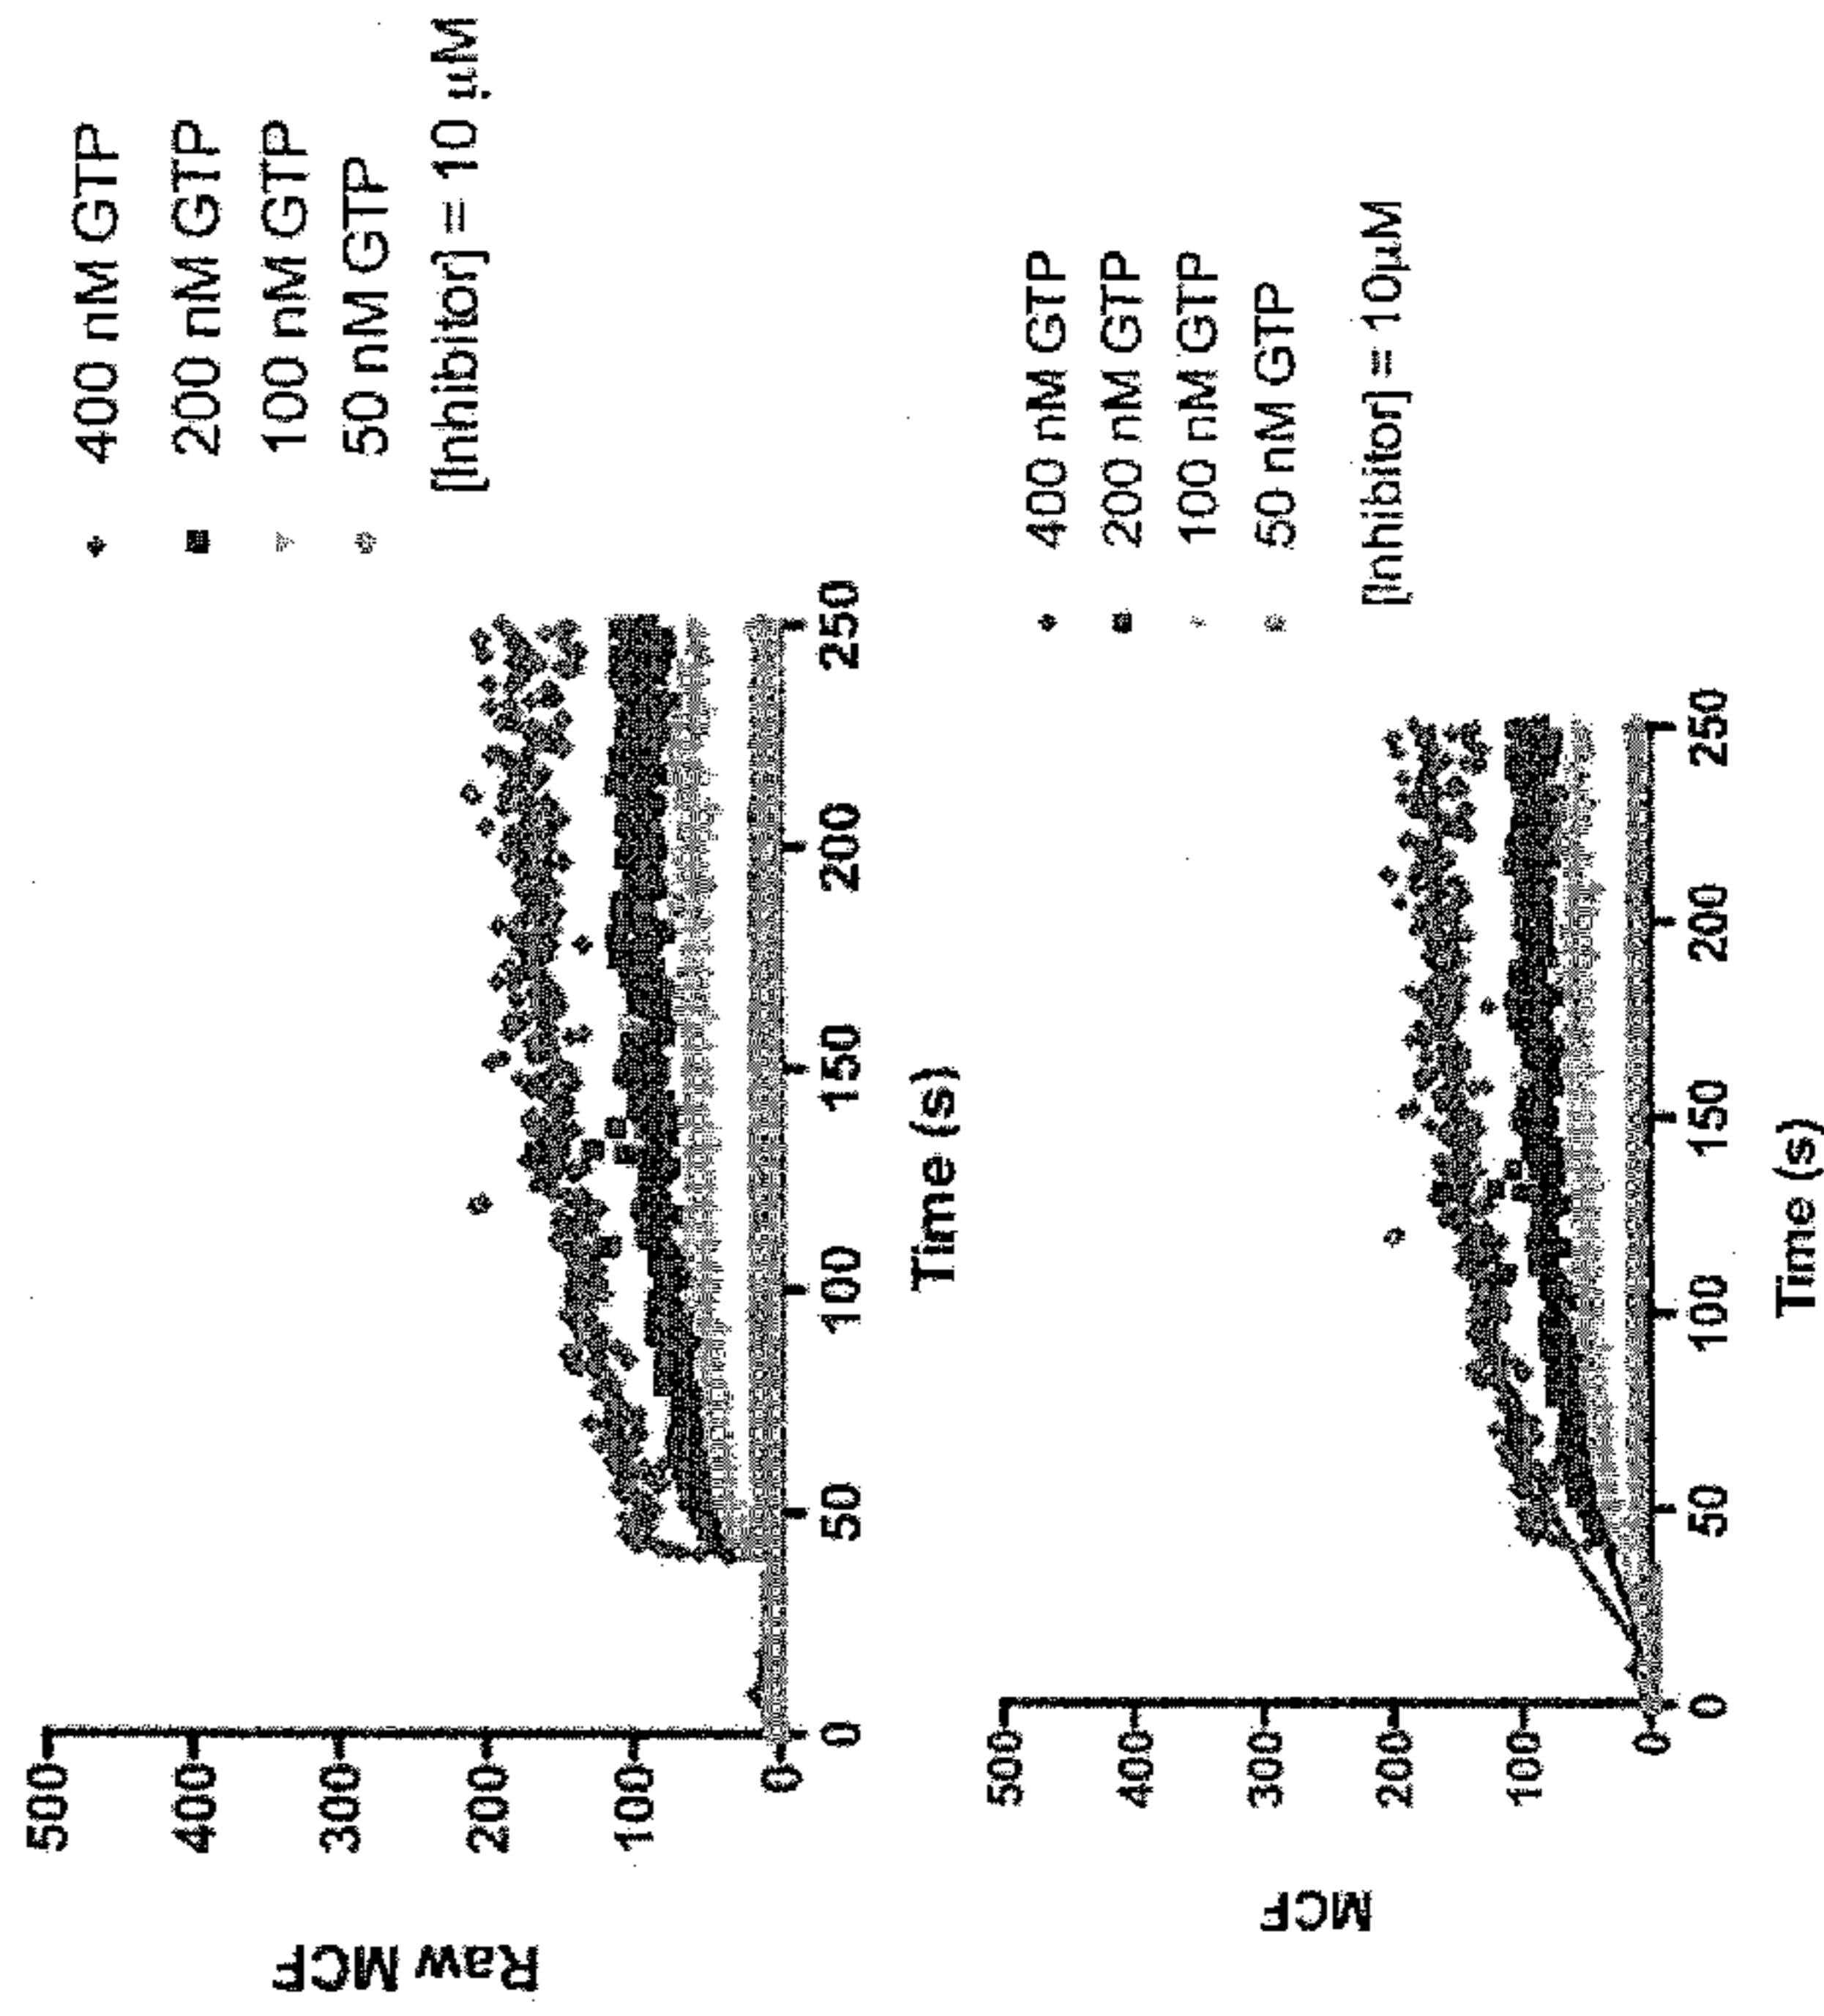 Raw MCF
500
400
300
200
100
0
0
50
100
150
200
250
Time (s)
400 nM GTP
200 nM GTP
100 nM GTP
50 nM GTP
[Inhibitor] = 10 µM
MCF
500
400
300
200
100
0
0
50
100
150
200
250
Time (s)
400 nM GTP
200 nM GTP
100 nM GTP
50 nM GTP
[Inhibitor] = 10µM